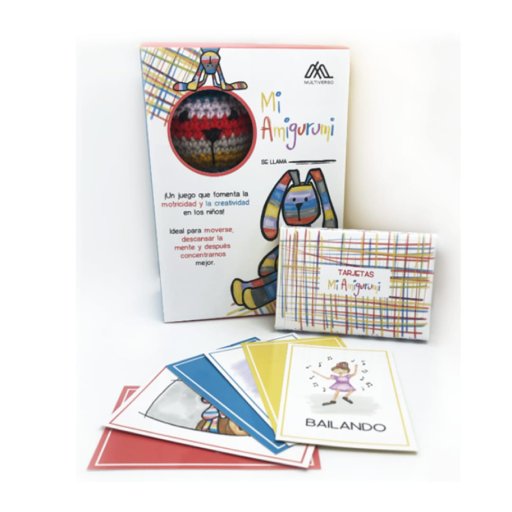 MULTIVERSO
Mi
Amigurumi
SE LLAMA
¡Un juego que fomenta la
motricidad y la creatividad
en los niños!
Ideal para moverse,
descansar la
mente y después
concentrarnos
mejor.
TARJETAS
Mi Amigurumi
BAILANDO